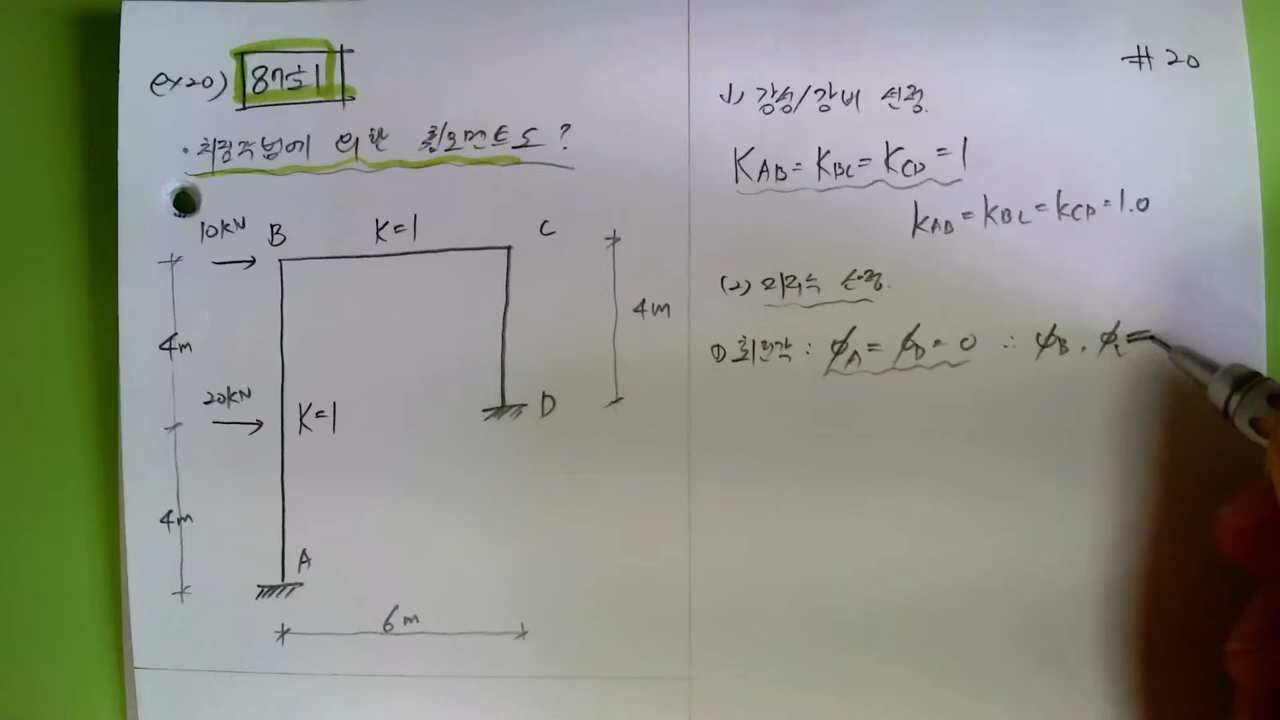 ex20) 87회1
· 처짐각법에 의한 휨모멘트도?
10kN
B
K=1
C
4m
4m
20kN
K=1
D
4m
A
6m
#20
1) 강성/강비 선정.
KAB=KBC=KCD=1
kAB=kBC=kCD=1.0
(2) 미지수 선정.
① 회전각: φA=φD=0 ∴ φB, φC=